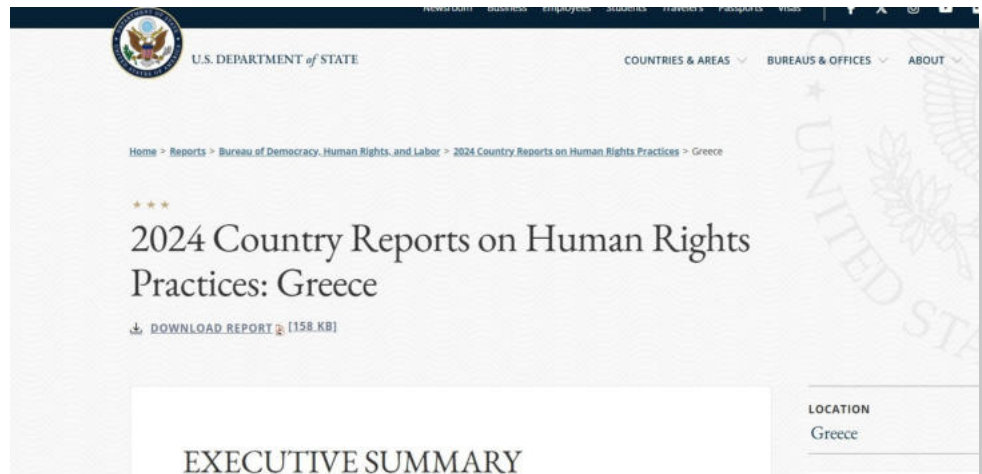 Newsroom Business Employees Students Travelers Passports Visas
U.S. DEPARTMENT of STATE
COUNTRIES & AREAS BUREAUS & OFFICES ABOUT
Home > Reports > Bureau of Democracy, Human Rights, and Labor > 2024 Country Reports on Human Rights Practices > Greece
2024 Country Reports on Human Rights
Practices: Greece
DOWNLOAD REPORT [158 KB]
LOCATION
Greece
EXECUTIVE SUMMARY